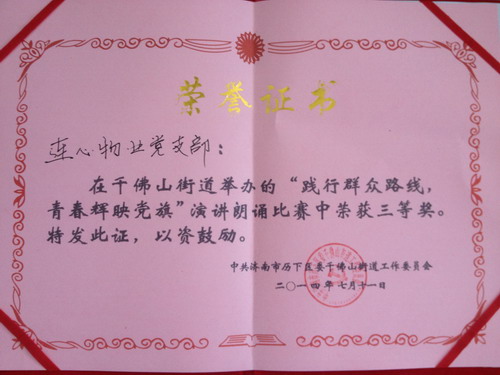 荣誉证书
连心物业党支部：
在千佛山街道举办的“践行群众路线，
青春辉映党旗”演讲朗诵比赛中荣获三等奖。
特发此证，以资鼓励。
中共济南市历下区委千佛山街道工作委员会
二〇一四年七月十一日